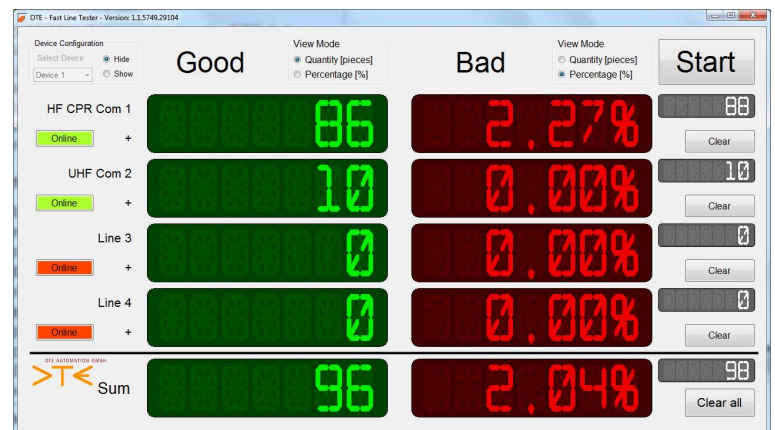 DTE - Fast Line Tester - Version: 1.1.5749.29104
Device Configuration
Select Device
Hide
Device 1
Show
Good
View Mode
Quantity [pieces]
Percentage [%]
Bad
View Mode
Quantity [pieces]
Percentage [%]
Start
HF CPR Com 1
Online
+
86
2.27%
88
Clear
UHF Com 2
Online
+
10
0.00%
10
Clear
Line 3
Online
+
0
0.00%
0
Clear
Line 4
Online
+
0
0.00%
0
Clear
DTE AUTOMATION GMBH
DTE
Sum
96
2.04%
98
Clear all